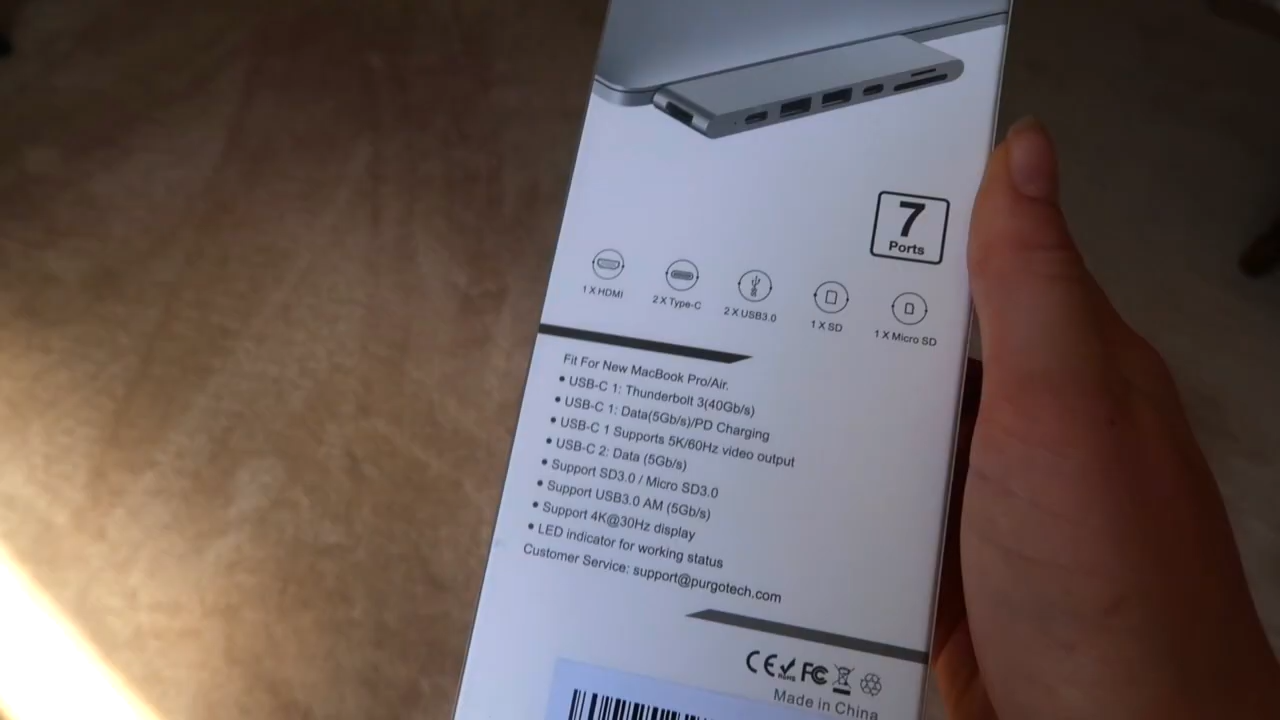 7
Ports
1 X HDMI
2 X Type-C
2 X USB3.0
1 X SD
1 X Micro SD
Fit For New MacBook Pro/Air.
• USB-C 1: Thunderbolt 3(40Gb/s)
• USB-C 1: Data(5Gb/s)/PD Charging
• USB-C 1 Supports 5K/60Hz video output
• USB-C 2: Data (5Gb/s)
• Support SD3.0 / Micro SD3.0
• Support USB3.0 AM (5Gb/s)
• Support 4K@30Hz display
• LED indicator for working status
Customer Service: support@purgotech.com
CE RoHS FC
Made in China